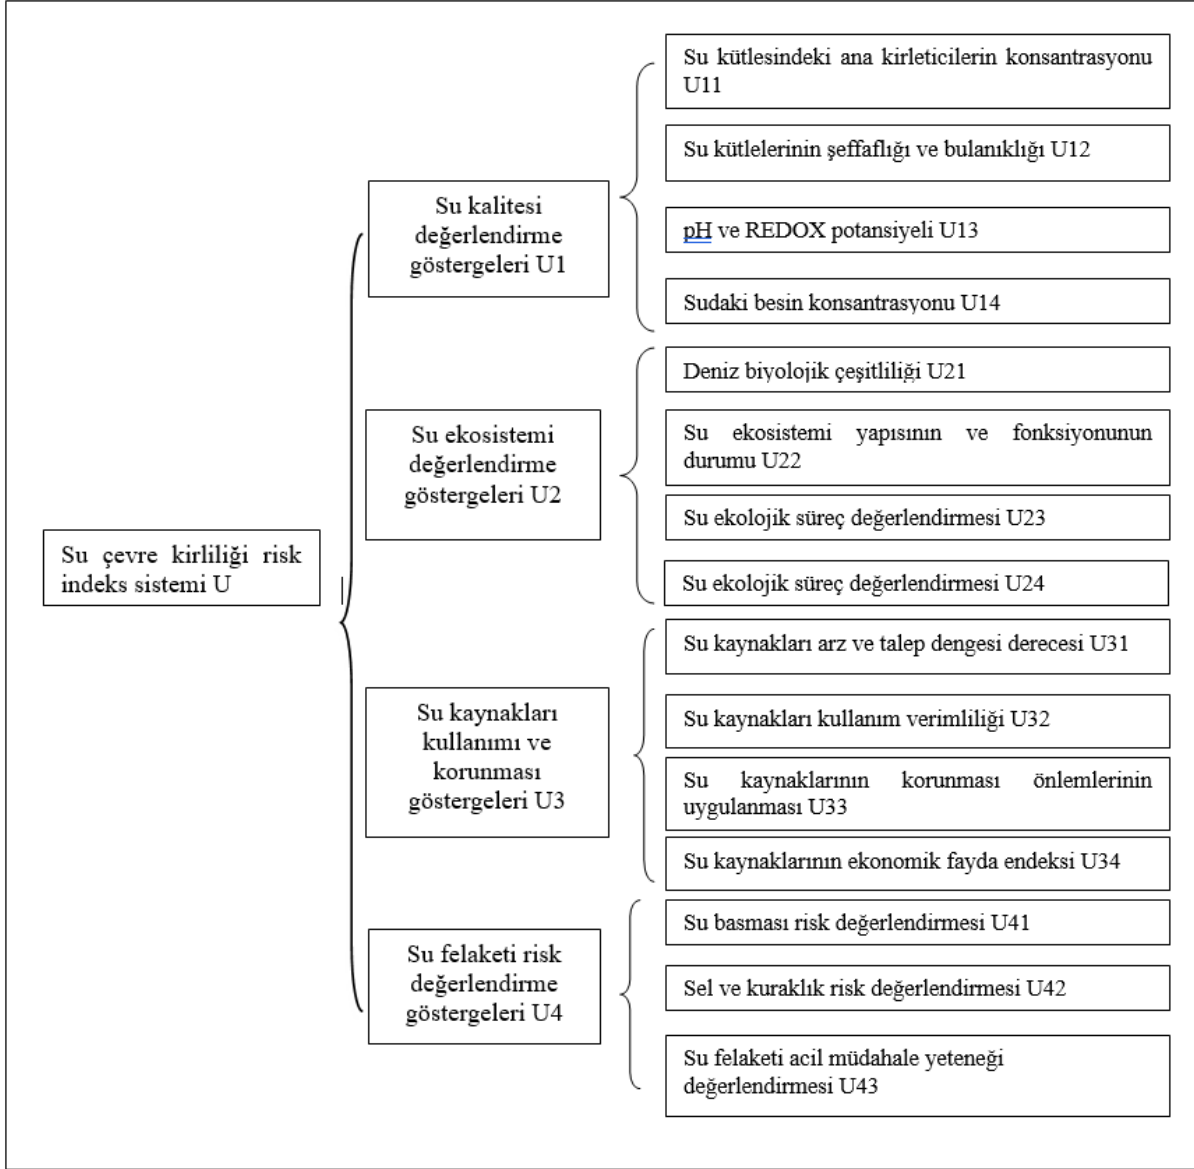 Su çevre kirliliği risk
indeks sistemi U
Su kalitesi
değerlendirme
göstergeleri U1
Su kütlesindeki ana kirleticilerin konsantrasyonu
U11
Su kütlelerinin şeffaflığı ve bulanıklığı U12
pH ve REDOX potansiyeli U13
Sudaki besin konsantrasyonu U14
Su ekosistemi
değerlendirme
göstergeleri U2
Deniz biyolojik çeşitliliği U21
Su ekosistemi yapısının ve fonksiyonunun
durumu U22
Su ekolojik süreç değerlendirmesi U23
Su ekolojik süreç değerlendirmesi U24
Su kaynakları
kullanımı ve
korunması
göstergeleri U3
Su kaynakları arz ve talep dengesi derecesi U31
Su kaynakları kullanım verimliliği U32
Su kaynaklarının korunması önlemlerinin
uygulanması U33
Su kaynaklarının ekonomik fayda endeksi U34
Su felaketi risk
değerlendirme
göstergeleri U4
Su basması risk değerlendirmesi U41
Sel ve kuraklık risk değerlendirmesi U42
Su felaketi acil müdahale yeteneği
değerlendirmesi U43